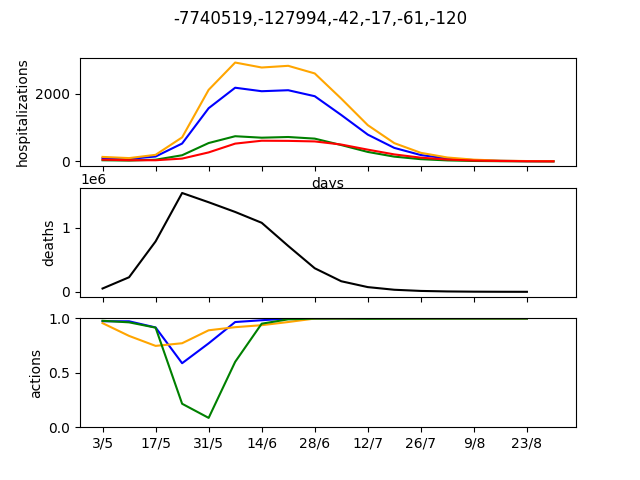 -7740519,-127994,-42,-17,-61,-120
hospitalizations
2000
0
days
1e6
deaths
1
0
actions
1.0
0.5
0.0
3/5 17/5 31/5 14/6 28/6 12/7 26/7 9/8 23/8